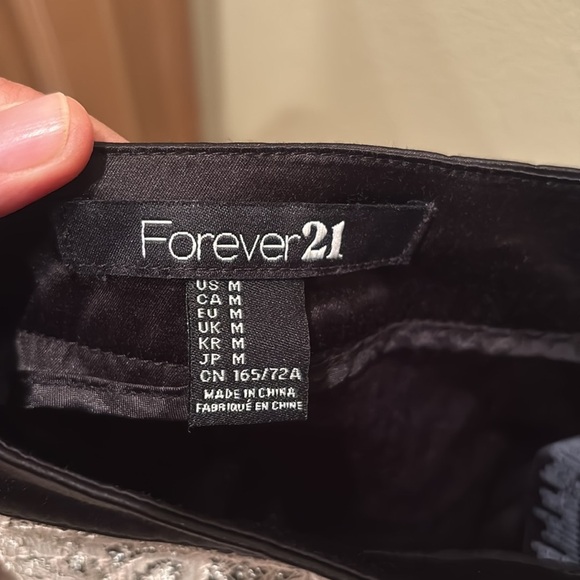 Forever21
US M
CA M
EU M
UK M
KR M
JP M
CN 165/72A
MADE IN CHINA
FABRIQUÉ EN CHINE